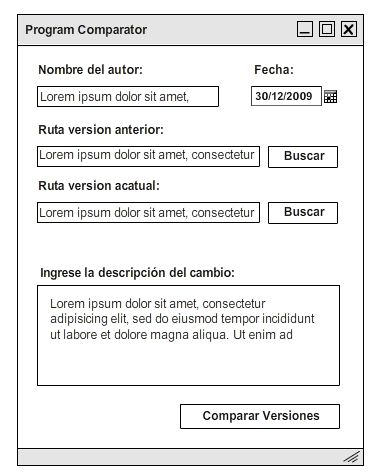 Program Comparator
Nombre del autor:
Fecha:
Lorem ipsum dolor sit amet,
30/12/2009
Ruta version anterior:
Lorem ipsum dolor sit amet, consectetur
Buscar
Ruta version acatual:
Lorem ipsum dolor sit amet, consectetur
Buscar
Ingrese la descripción del cambio:
Lorem ipsum dolor sit amet, consectetur
adipisicing elit, sed do eiusmod tempor incididunt
ut labore et dolore magna aliqua. Ut enim ad
Comparar Versiones